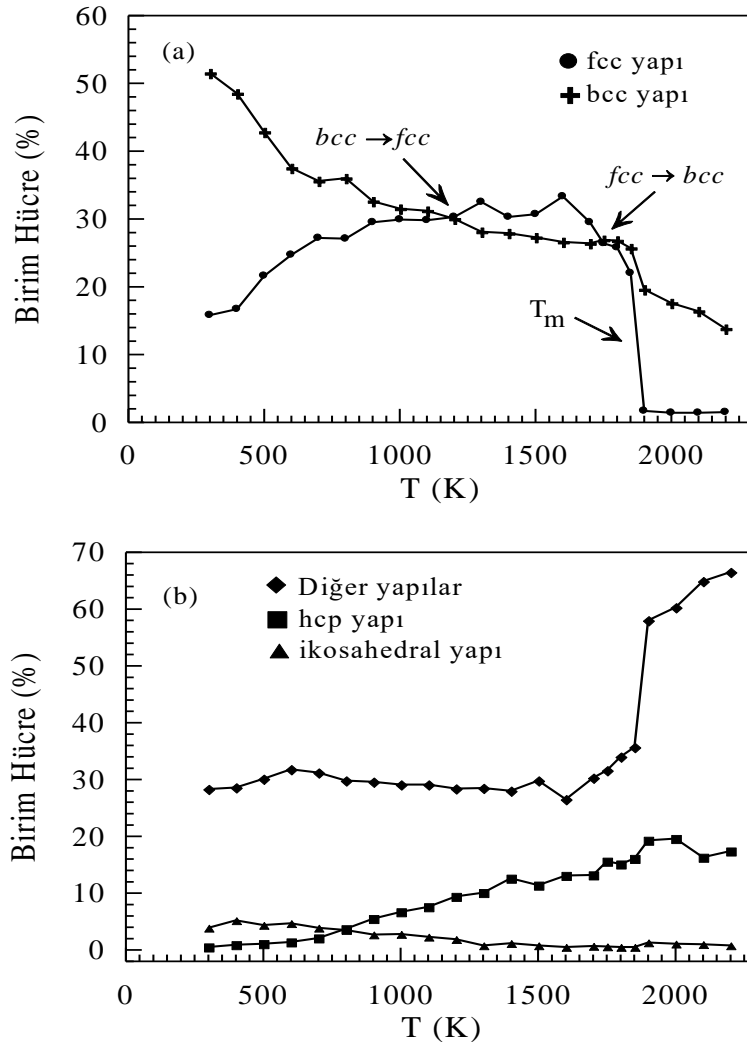 60
50
40
30
20
10
0
Birim Hücre (%)
(a)
fcc yapı
bcc yapı
bcc → fcc
fcc → bcc
Tm
0 500 1000 1500 2000
T (K)
70
60
50
40
30
20
10
0
Birim Hücre (%)
(b)
Diğer yapılar
hcp yapı
ikosahedral yapı
0 500 1000 1500 2000
T (K)